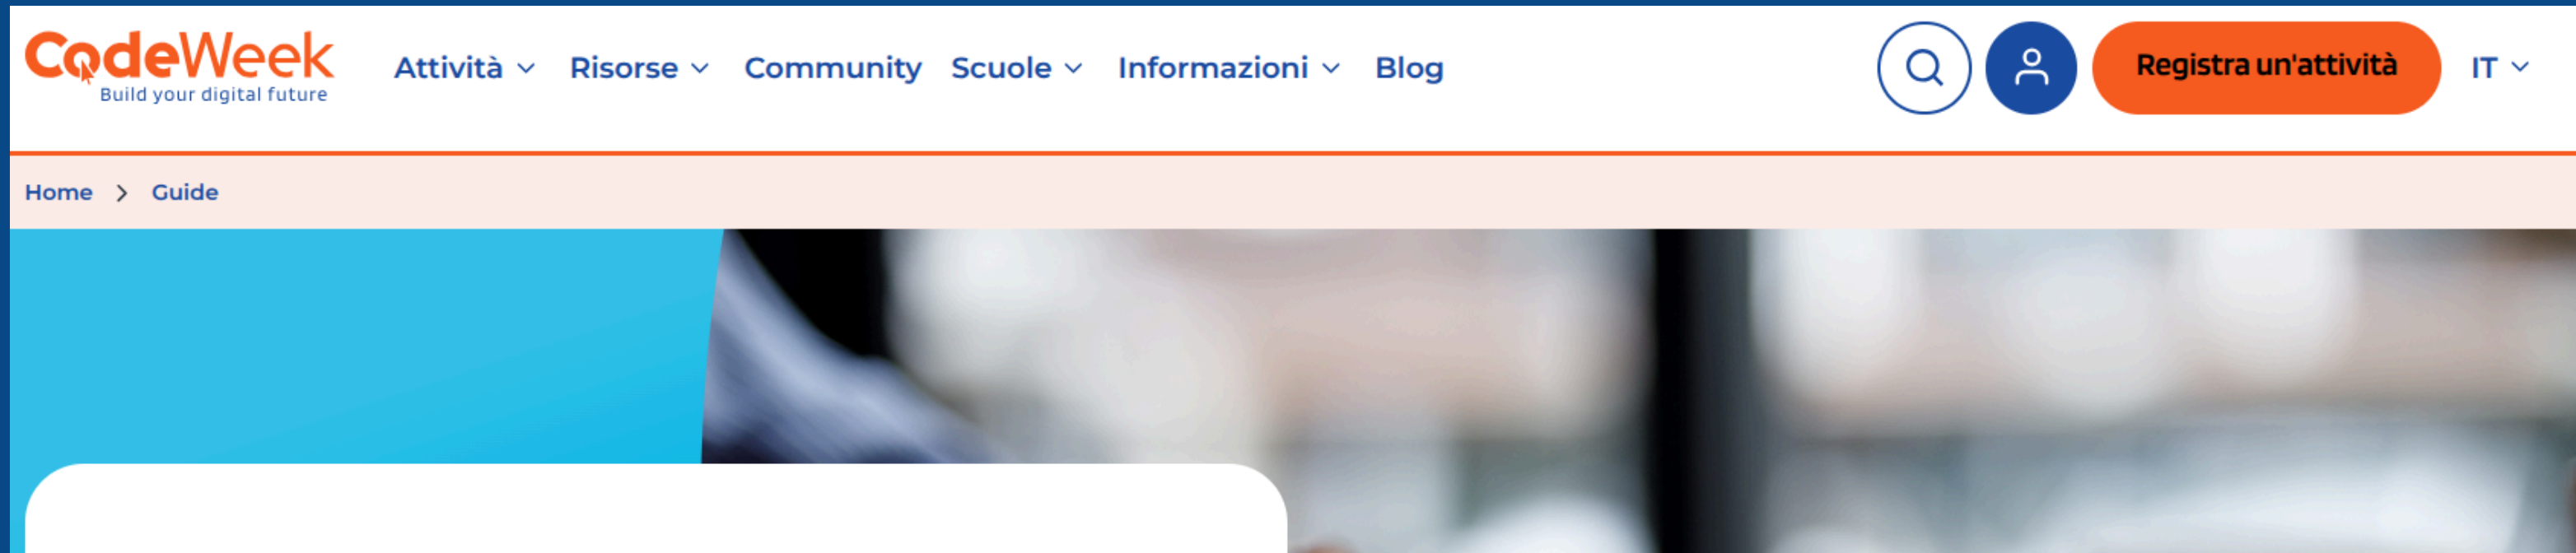 CodeWeek
Build your digital future
Attività Risorse Community Scuole Informazioni Blog
Registra un'attività
IT
Home > Guide